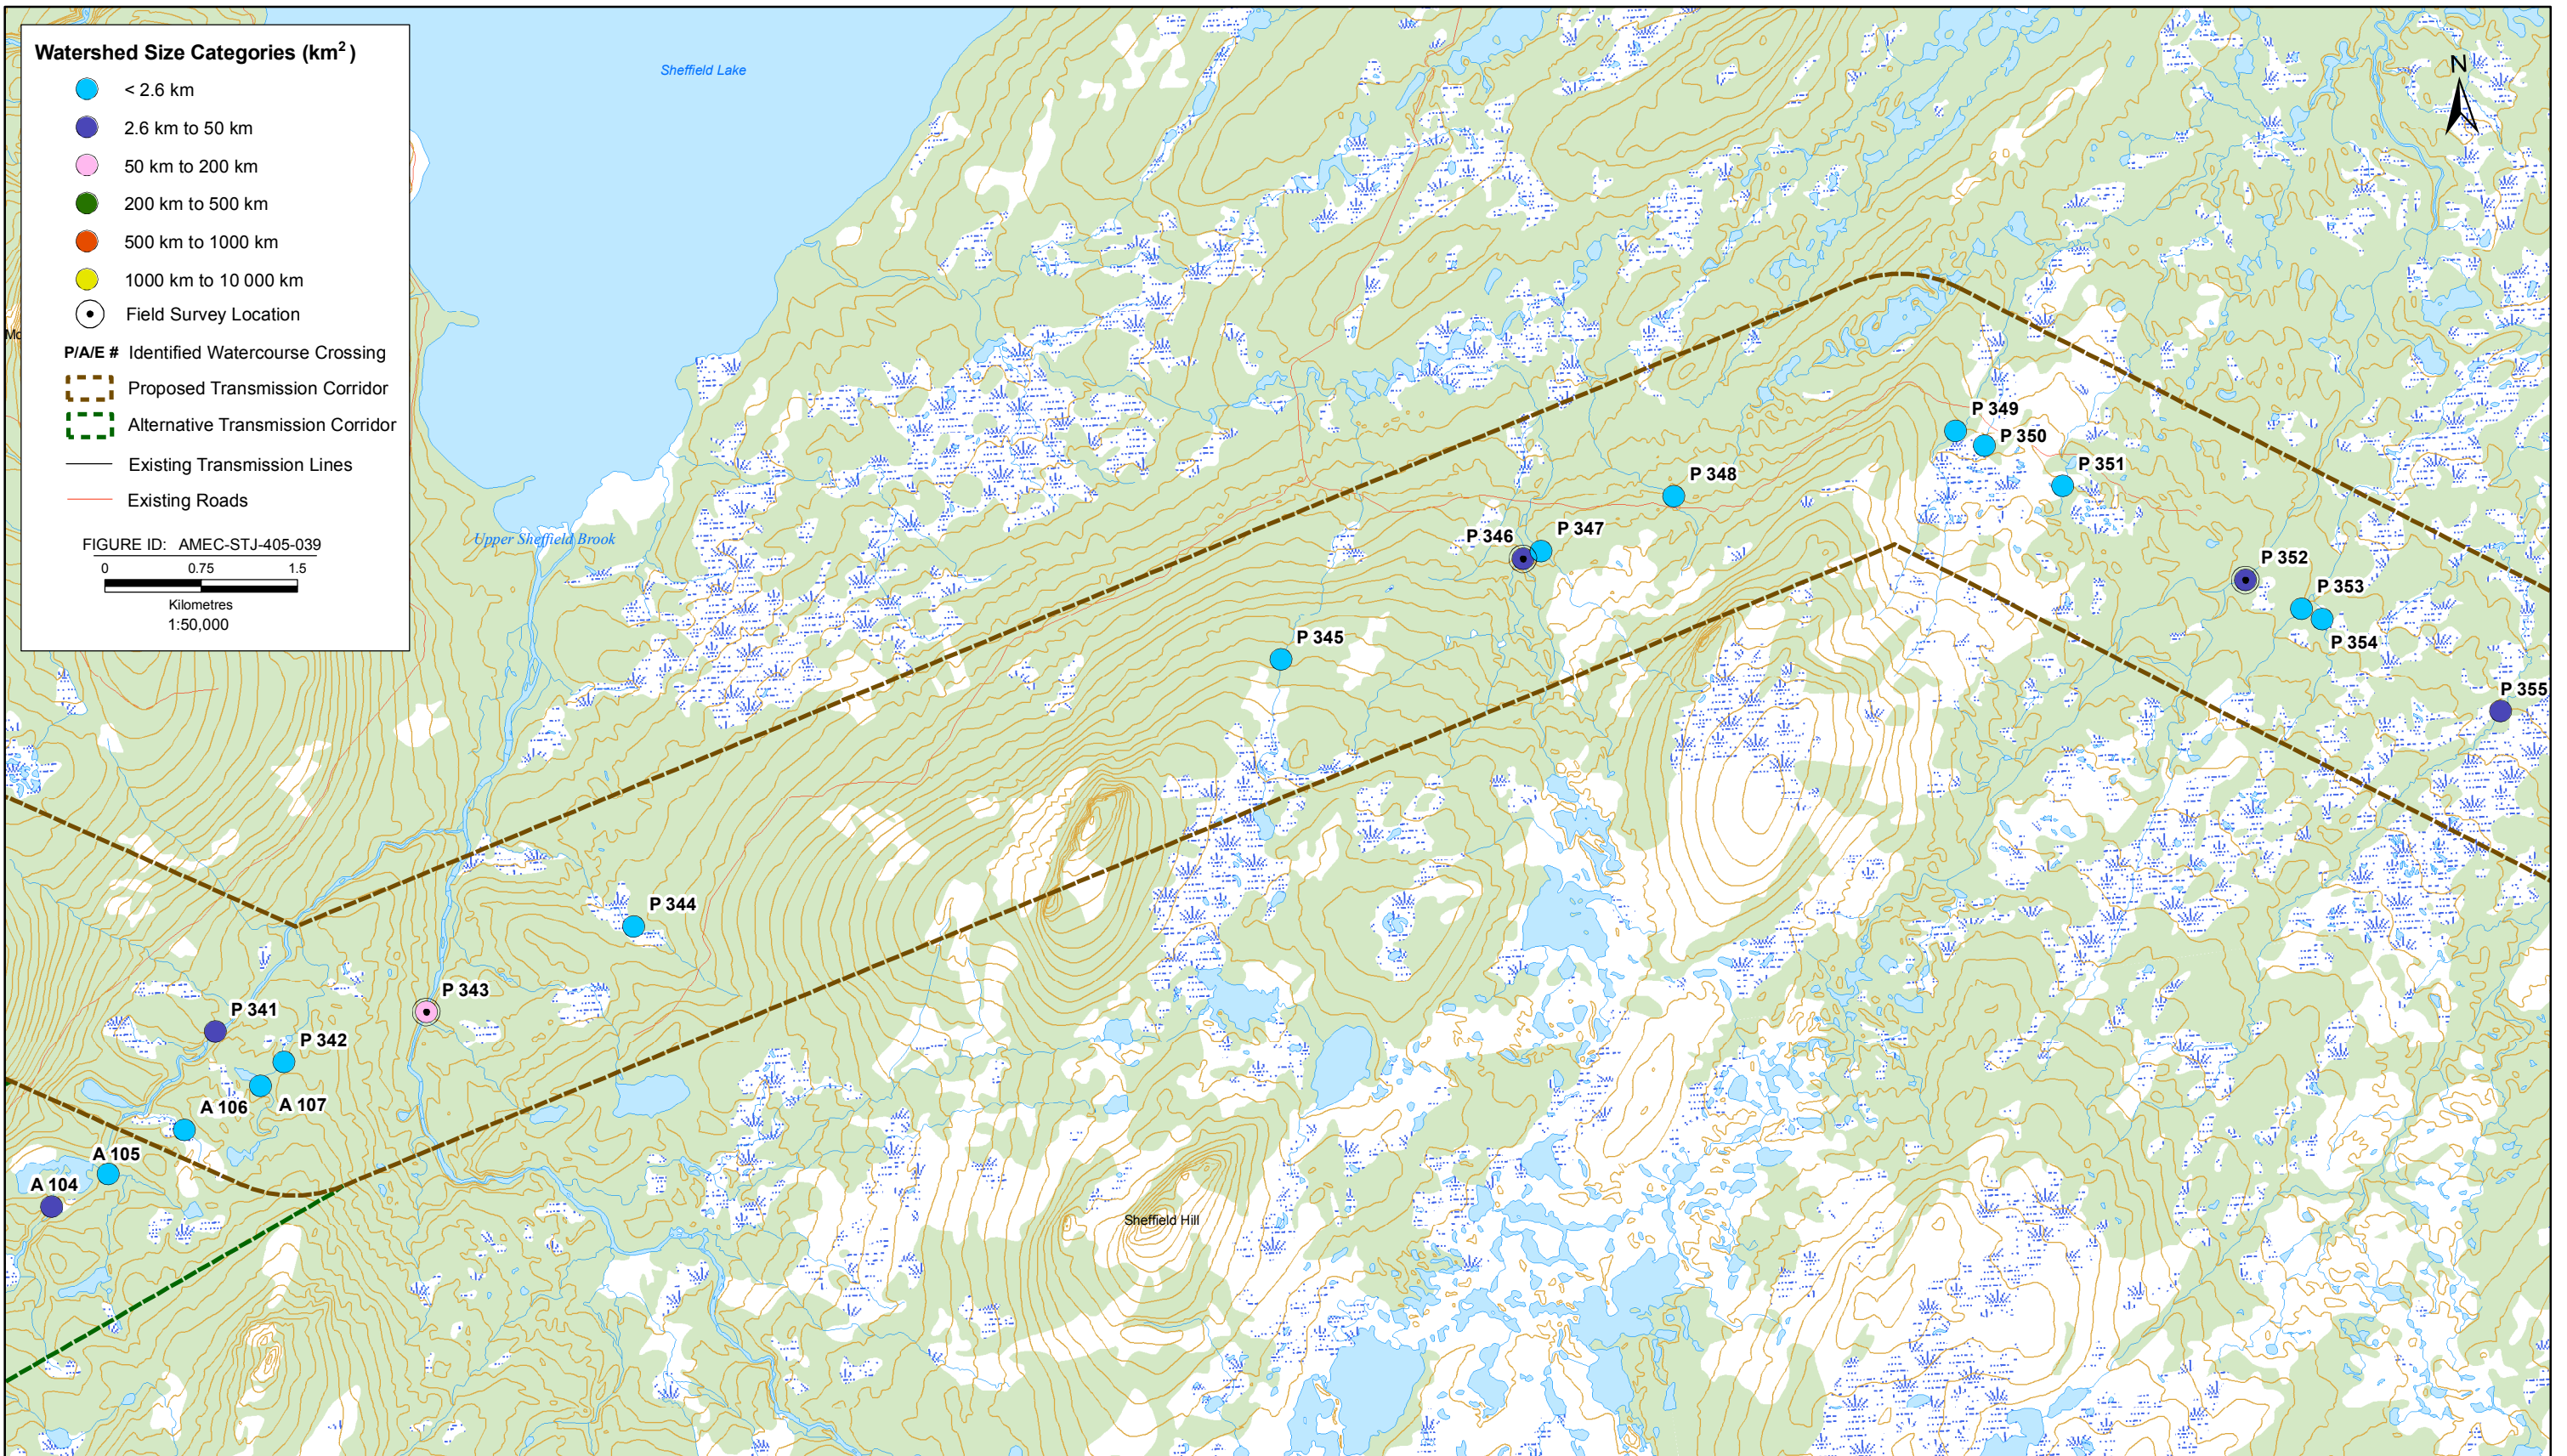 Watershed Size Categories (km²)
< 2.6 km
2.6 km to 50 km
50 km to 200 km
200 km to 500 km
500 km to 1000 km
1000 km to 10 000 km
Field Survey Location
P/A/E # Identified Watercourse Crossing
Proposed Transmission Corridor
Alternative Transmission Corridor
Existing Transmission Lines
Existing Roads
FIGURE ID: AMEC-STJ-405-039
0 0.75 1.5
Kilometres
1:50,000
Sheffield Lake
N
Upper Sheffield Brook
P 349
P 350
P 351
P 348
P 346
P 347
P 352
P 353
P 354
P 345
P 355
P 344
P 343
P 341
P 342
A 106
A 107
A 105
A 104
Sheffield Hill